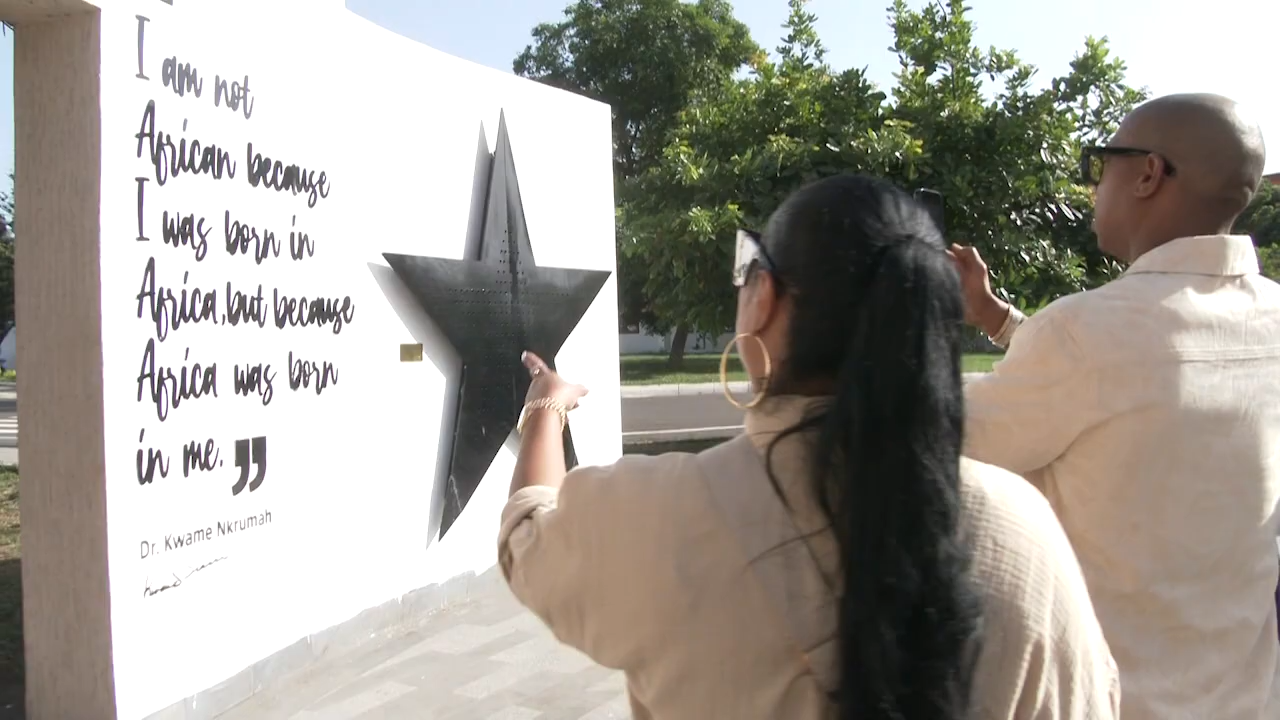 I am not
African because
I was born in
Africa, but because
Africa was born
in me.”
Dr. Kwame Nkrumah